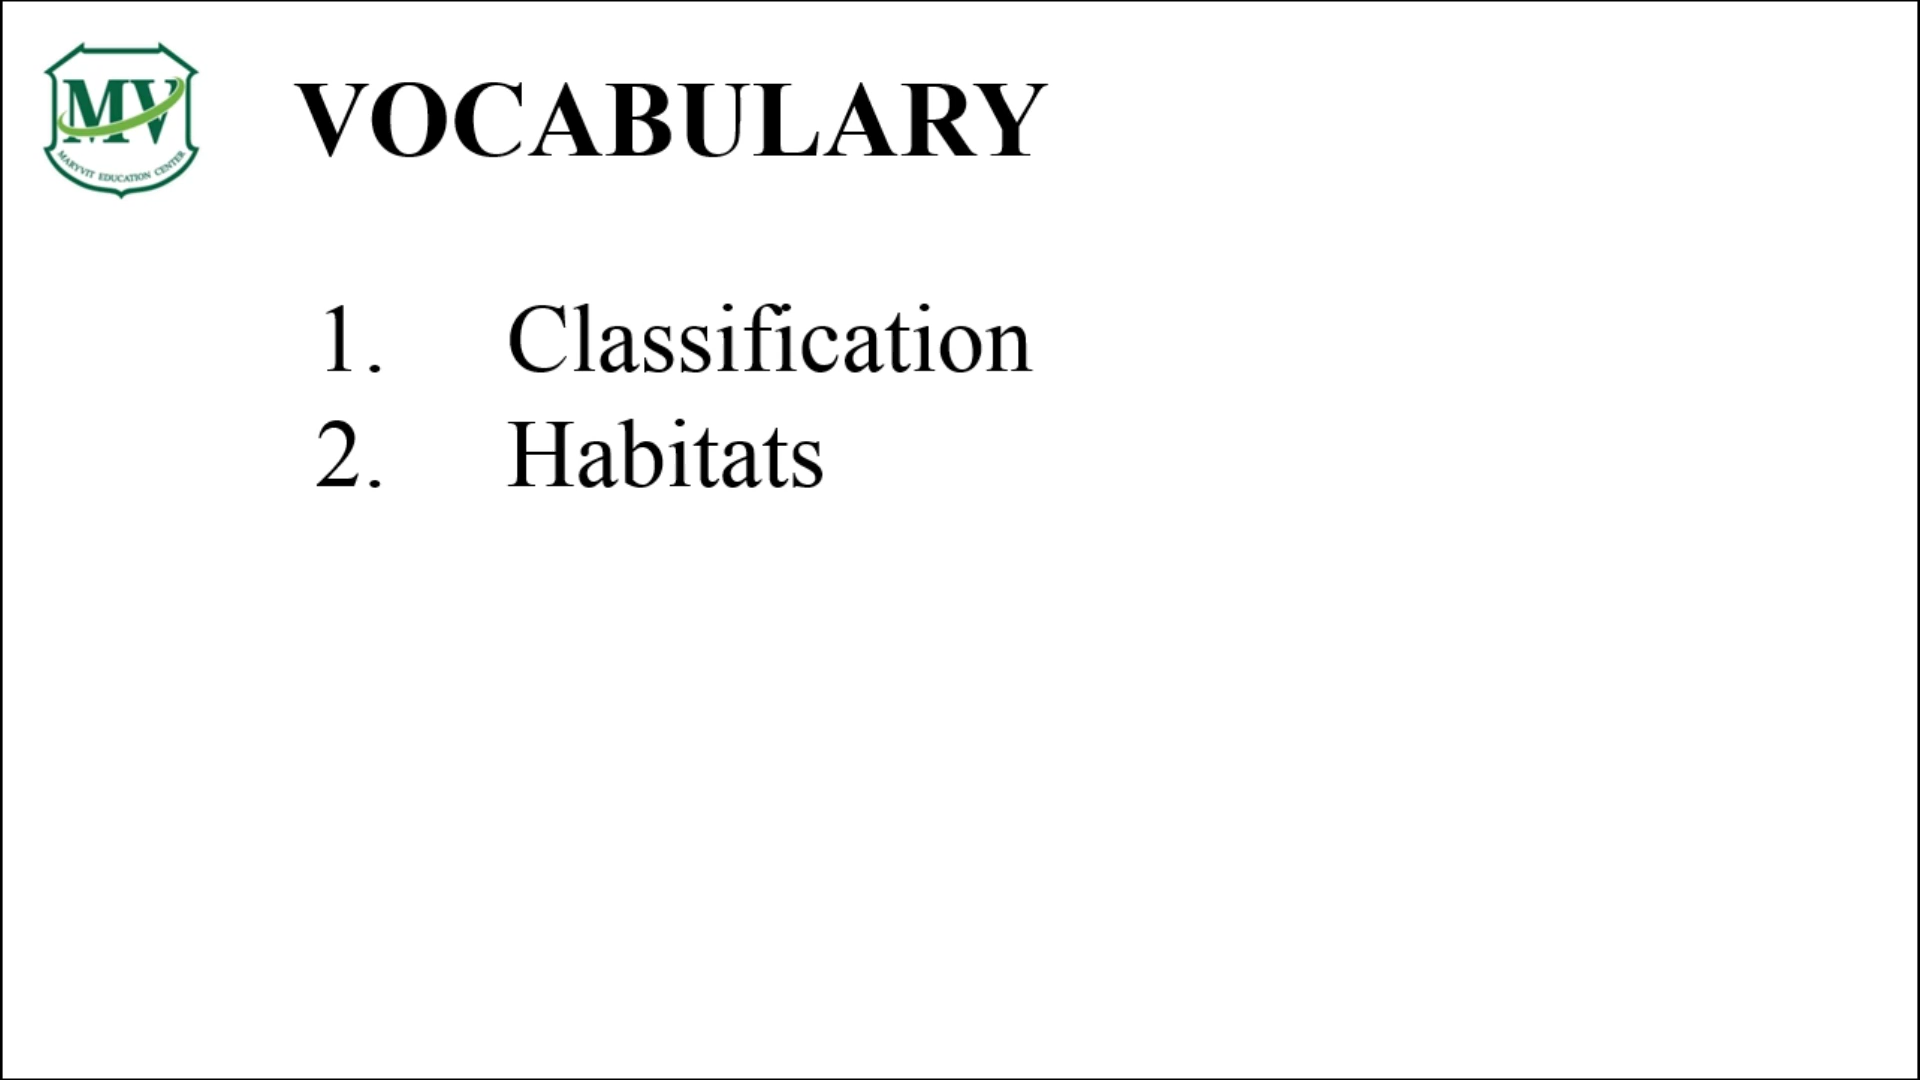 MV
MARYVIT EDUCATION CENTER
VOCABULARY
1. Classification
2. Habitats